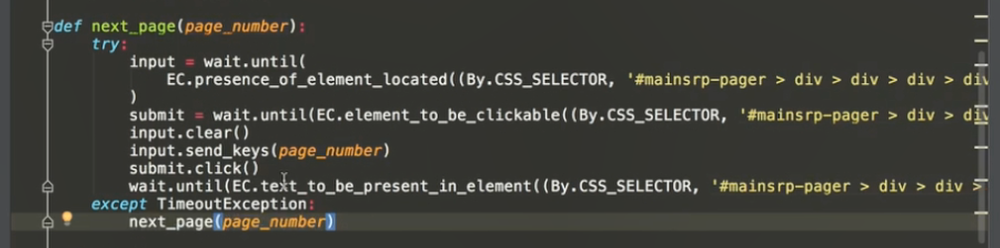 def next_page(page_number):
    try:
        input = wait.until(
            EC.presence_of_element_located((By.CSS_SELECTOR, '#mainsrp-pager > div > div > div > div
        )
        submit = wait.until(EC.element_to_be_clickable((By.CSS_SELECTOR, '#mainsrp-pager > div > div > div
        input.clear()
        input.send_keys(page_number)
        submit.click()
        wait.until(EC.text_to_be_present_in_element((By.CSS_SELECTOR, '#mainsrp-pager > div > div >
    except TimeoutException:
        next_page(page_number)